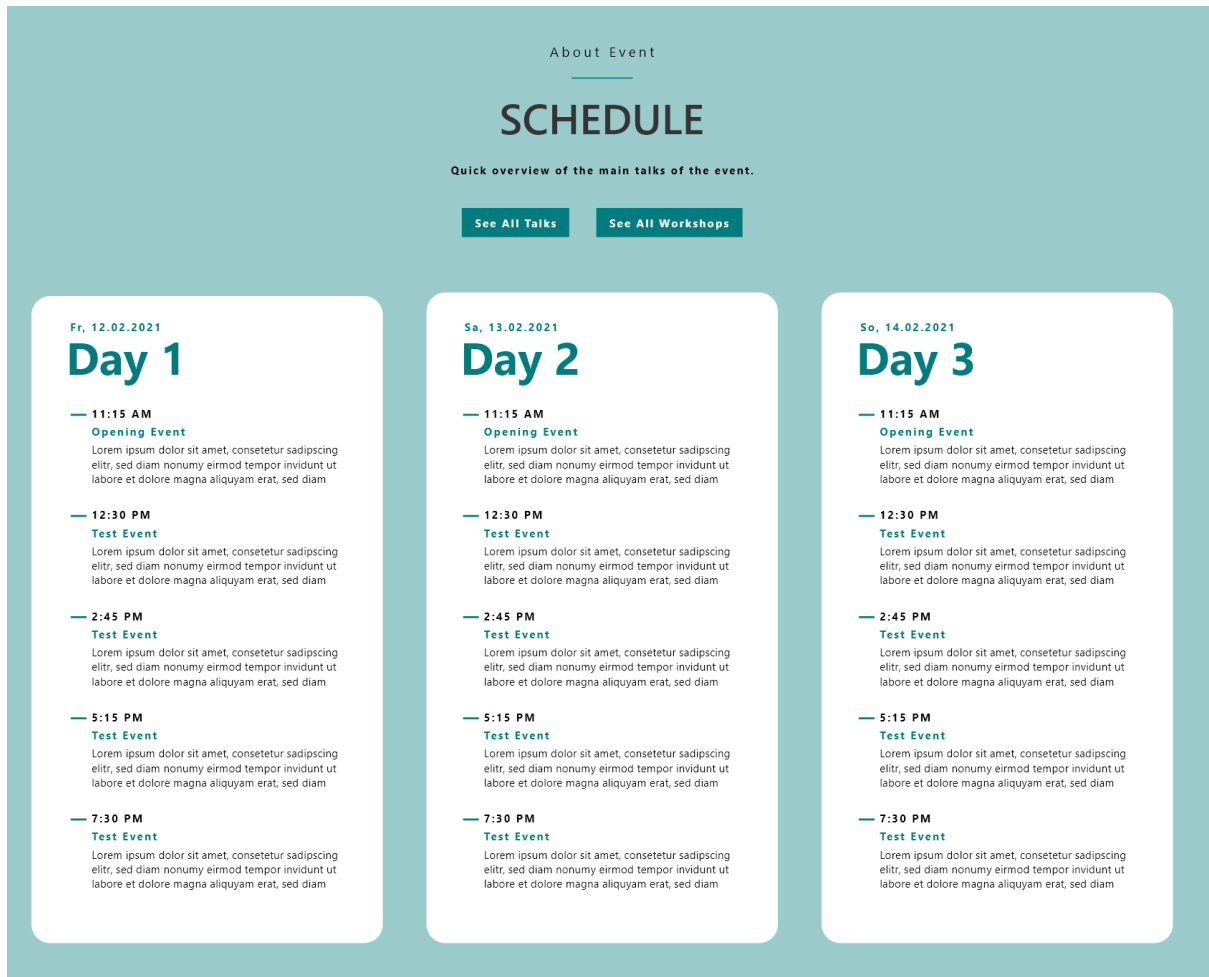 About Event
SCHEDULE
Quick overview of the main talks of the event.
See All Talks
See All Workshops
Fr, 12.02.2021
Day 1
11:15 AM
Opening Event
Lorem ipsum dolor sit amet, consetetur sadipscing
elitr, sed diam nonumy eirmod tempor invidunt ut
labore et dolore magna aliquyam erat, sed diam
12:30 PM
Test Event
Lorem ipsum dolor sit amet, consetetur sadipscing
elitr, sed diam nonumy eirmod tempor invidunt ut
labore et dolore magna aliquyam erat, sed diam
2:45 PM
Test Event
Lorem ipsum dolor sit amet, consetetur sadipscing
elitr, sed diam nonumy eirmod tempor invidunt ut
labore et dolore magna aliquyam erat, sed diam
5:15 PM
Test Event
Lorem ipsum dolor sit amet, consetetur sadipscing
elitr, sed diam nonumy eirmod tempor invidunt ut
labore et dolore magna aliquyam erat, sed diam
7:30 PM
Test Event
Lorem ipsum dolor sit amet, consetetur sadipscing
elitr, sed diam nonumy eirmod tempor invidunt ut
labore et dolore magna aliquyam erat, sed diam
Sa, 13.02.2021
Day 2
11:15 AM
Opening Event
Lorem ipsum dolor sit amet, consetetur sadipscing
elitr, sed diam nonumy eirmod tempor invidunt ut
labore et dolore magna aliquyam erat, sed diam
12:30 PM
Test Event
Lorem ipsum dolor sit amet, consetetur sadipscing
elitr, sed diam nonumy eirmod tempor invidunt ut
labore et dolore magna aliquyam erat, sed diam
2:45 PM
Test Event
Lorem ipsum dolor sit amet, consetetur sadipscing
elitr, sed diam nonumy eirmod tempor invidunt ut
labore et dolore magna aliquyam erat, sed diam
5:15 PM
Test Event
Lorem ipsum dolor sit amet, consetetur sadipscing
elitr, sed diam nonumy eirmod tempor invidunt ut
labore et dolore magna aliquyam erat, sed diam
7:30 PM
Test Event
Lorem ipsum dolor sit amet, consetetur sadipscing
elitr, sed diam nonumy eirmod tempor invidunt ut
labore et dolore magna aliquyam erat, sed diam
So, 14.02.2021
Day 3
11:15 AM
Opening Event
Lorem ipsum dolor sit amet, consetetur sadipscing
elitr, sed diam nonumy eirmod tempor invidunt ut
labore et dolore magna aliquyam erat, sed diam
12:30 PM
Test Event
Lorem ipsum dolor sit amet, consetetur sadipscing
elitr, sed diam nonumy eirmod tempor invidunt ut
labore et dolore magna aliquyam erat, sed diam
2:45 PM
Test Event
Lorem ipsum dolor sit amet, consetetur sadipscing
elitr, sed diam nonumy eirmod tempor invidunt ut
labore et dolore magna aliquyam erat, sed diam
5:15 PM
Test Event
Lorem ipsum dolor sit amet, consetetur sadipscing
elitr, sed diam nonumy eirmod tempor invidunt ut
labore et dolore magna aliquyam erat, sed diam
7:30 PM
Test Event
Lorem ipsum dolor sit amet, consetetur sadipscing
elitr, sed diam nonumy eirmod tempor invidunt ut
labore et dolore magna aliquyam erat, sed diam